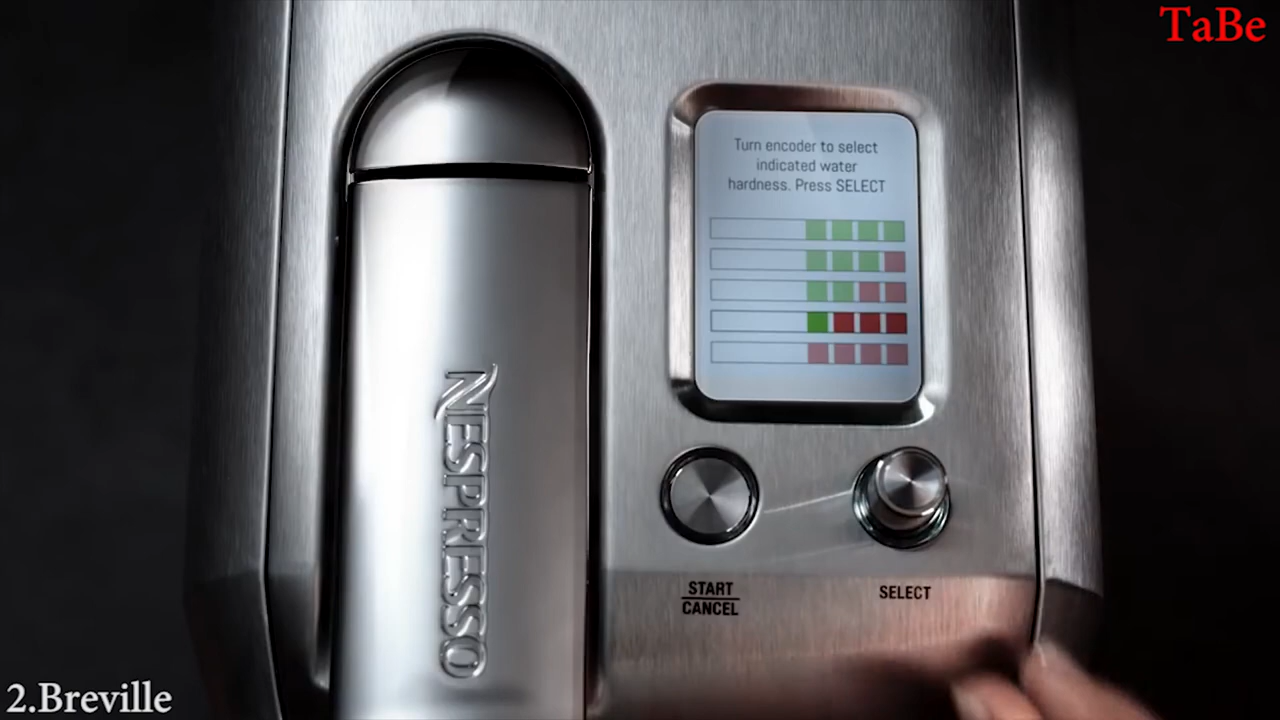 TaBe
Turn encoder to select
indicated water
hardness. Press SELECT
NESPRESSO
START
CANCEL
SELECT
2.Breville